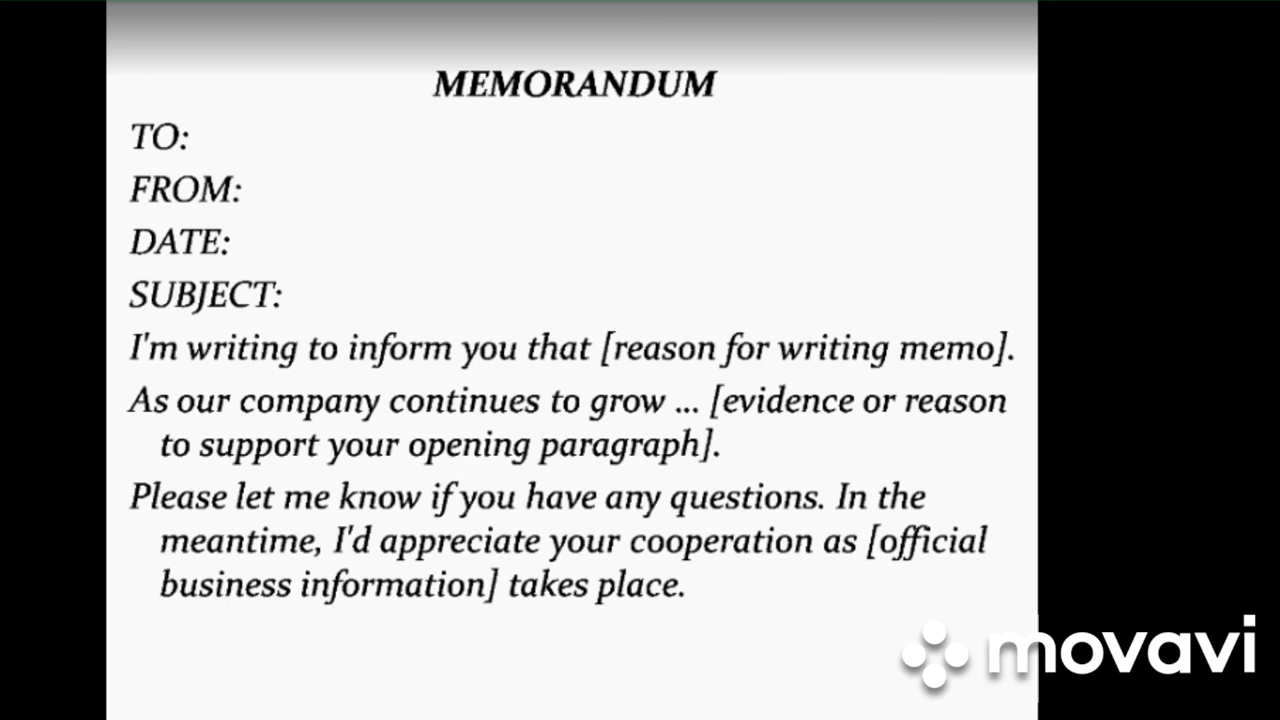 MEMORANDUM
TO:
FROM:
DATE:
SUBJECT:
I'm writing to inform you that [reason for writing memo].
As our company continues to grow ... [evidence or reason
to support your opening paragraph].
Please let me know if you have any questions. In the
meantime, I'd appreciate your cooperation as [official
business information] takes place.
movavi